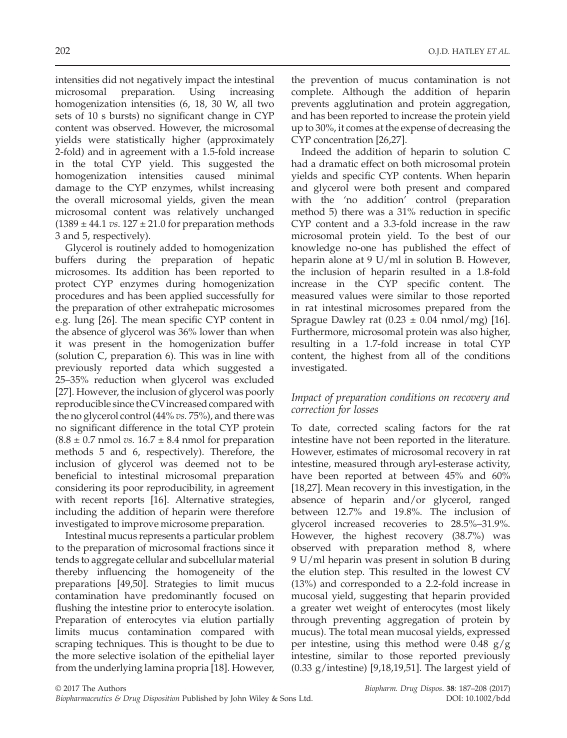 202
O.J.D. HATLEY ET AL.
intensities did not negatively impact the intestinal
microsomal preparation. Using increasing
homogenization intensities (6, 18, 30 W, all two
sets of 10 s bursts) no significant change in CYP
content was observed. However, the microsomal
yields were statistically higher (approximately
2-fold) and in agreement with a 1.5-fold increase
in the total CYP yield. This suggested the
homogenization intensities caused minimal
damage to the CYP enzymes, whilst increasing
the overall microsomal yields, given the mean
microsomal content was relatively unchanged
(1389 ± 44.1 vs. 127 ± 21.0 for preparation methods
3 and 5, respectively).
Glycerol is routinely added to homogenization
buffers during the preparation of hepatic
microsomes. Its addition has been reported to
protect CYP enzymes during homogenization
procedures and has been applied successfully for
the preparation of other extrahepatic microsomes
e.g. lung [26]. The mean specific CYP content in
the absence of glycerol was 36% lower than when
it was present in the homogenization buffer
(solution C, preparation 6). This was in line with
previously reported data which suggested a
25–35% reduction when glycerol was excluded
[27]. However, the inclusion of glycerol was poorly
reproducible since the CV increased compared with
the no glycerol control (44% vs. 75%), and there was
no significant difference in the total CYP protein
(8.8 ± 0.7 nmol vs. 16.7 ± 8.4 nmol for preparation
methods 5 and 6, respectively). Therefore, the
inclusion of glycerol was deemed not to be
beneficial to intestinal microsomal preparation
considering its poor reproducibility, in agreement
with recent reports [16]. Alternative strategies,
including the addition of heparin were therefore
investigated to improve microsome preparation.
Intestinal mucus represents a particular problem
to the preparation of microsomal fractions since it
tends to aggregate cellular and subcellular material
thereby influencing the homogeneity of the
preparations [49,50]. Strategies to limit mucus
contamination have predominantly focused on
flushing the intestine prior to enterocyte isolation.
Preparation of enterocytes via elution partially
limits mucus contamination compared with
scraping techniques. This is thought to be due to
the more selective isolation of the epithelial layer
from the underlying lamina propria [18]. However,
the prevention of mucus contamination is not
complete. Although the addition of heparin
prevents agglutination and protein aggregation,
and has been reported to increase the protein yield
up to 30%, it comes at the expense of decreasing the
CYP concentration [26,27].
Indeed the addition of heparin to solution C
had a dramatic effect on both microsomal protein
yields and specific CYP contents. When heparin
and glycerol were both present and compared
with the ‘no addition’ control (preparation
method 5) there was a 31% reduction in specific
CYP content and a 3.3-fold increase in the raw
microsomal protein yield. To the best of our
knowledge no-one has published the effect of
heparin alone at 9 U/ml in solution B. However,
the inclusion of heparin resulted in a 1.8-fold
increase in the CYP specific content. The
measured values were similar to those reported
in rat intestinal microsomes prepared from the
Sprague Dawley rat (0.23 ± 0.04 nmol/mg) [16].
Furthermore, microsomal protein was also higher,
resulting in a 1.7-fold increase in total CYP
content, the highest from all of the conditions
investigated.
Impact of preparation conditions on recovery and
correction for losses
To date, corrected scaling factors for the rat
intestine have not been reported in the literature.
However, estimates of microsomal recovery in rat
intestine, measured through aryl-esterase activity,
have been reported at between 45% and 60%
[18,27]. Mean recovery in this investigation, in the
absence of heparin and/or glycerol, ranged
between 12.7% and 19.8%. The inclusion of
glycerol increased recoveries to 28.5%–31.9%.
However, the highest recovery (38.7%) was
observed with preparation method 8, where
9 U/ml heparin was present in solution B during
the elution step. This resulted in the lowest CV
(13%) and corresponded to a 2.2-fold increase in
mucosal yield, suggesting that heparin provided
a greater wet weight of enterocytes (most likely
through preventing aggregation of protein by
mucus). The total mean mucosal yields, expressed
per intestine, using this method were 0.48 g/g
intestine, similar to those reported previously
(0.33 g/intestine) [9,18,19,51]. The largest yield of
© 2017 The Authors
Biopharmaceutics & Drug Disposition Published by John Wiley & Sons Ltd.
Biopharm. Drug Dispos. 38: 187–208 (2017)
DOI: 10.1002/bdd